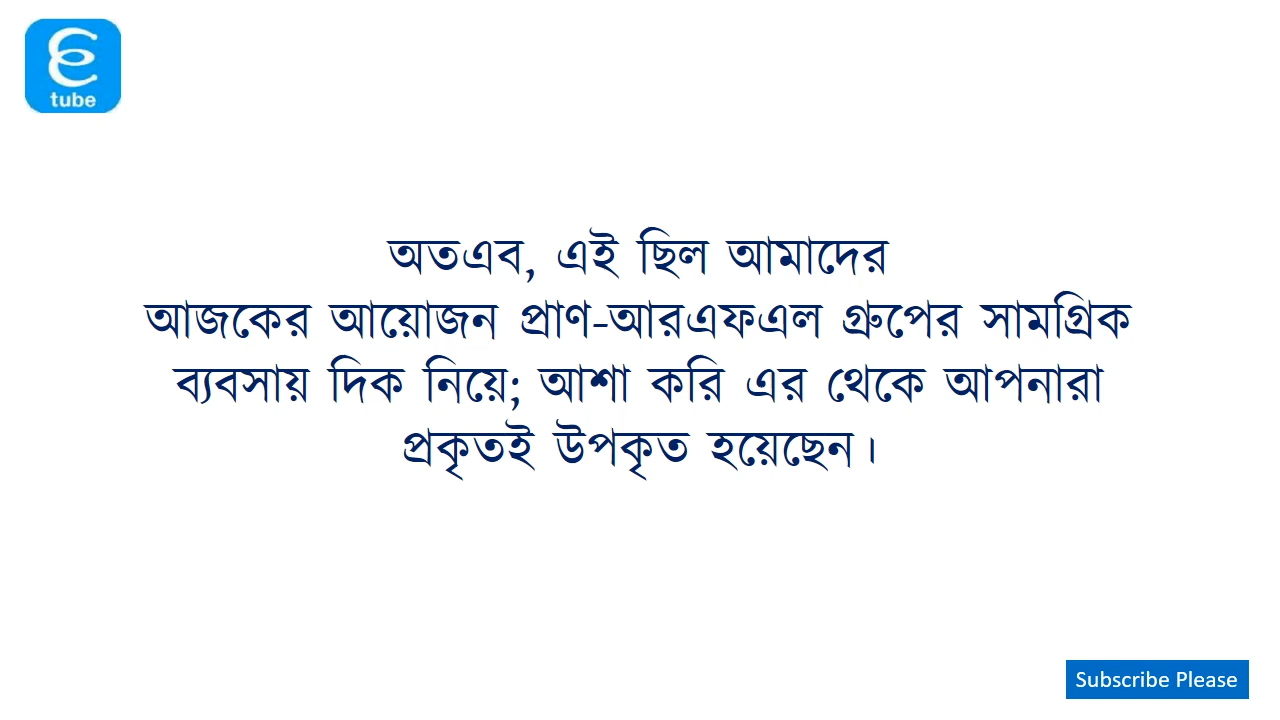 tube
অতএব, এই ছিল আমাদের
আজকের আয়োজন প্রাণ-আরএফএল গ্রুপের সামগ্রিক
ব্যবসায় দিক নিয়ে; আশা করি এর থেকে আপনারা
প্রকৃতই উপকৃত হয়েছেন।
Subscribe Please